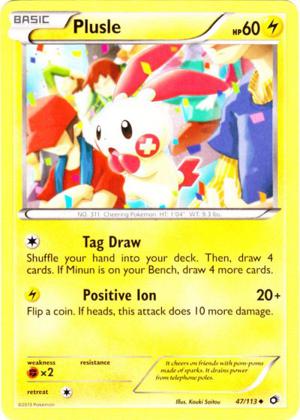 BASIC
Plusle
HP60
NO. 311 Cheering Pokémon HT: 1'04" WT: 9.3 lbs.
Tag Draw
Shuffle your hand into your deck. Then, draw 4
cards. If Minun is on your Bench, draw 4 more cards.
Positive Ion 20+
Flip a coin. If heads, this attack does 10 more damage.
weakness
×2
resistance
retreat
It cheers on friends with pom-poms
made of sparks. It drains power
from telephone poles.
Illus. Kouki Saitou
47/113
©2013 Pokémon